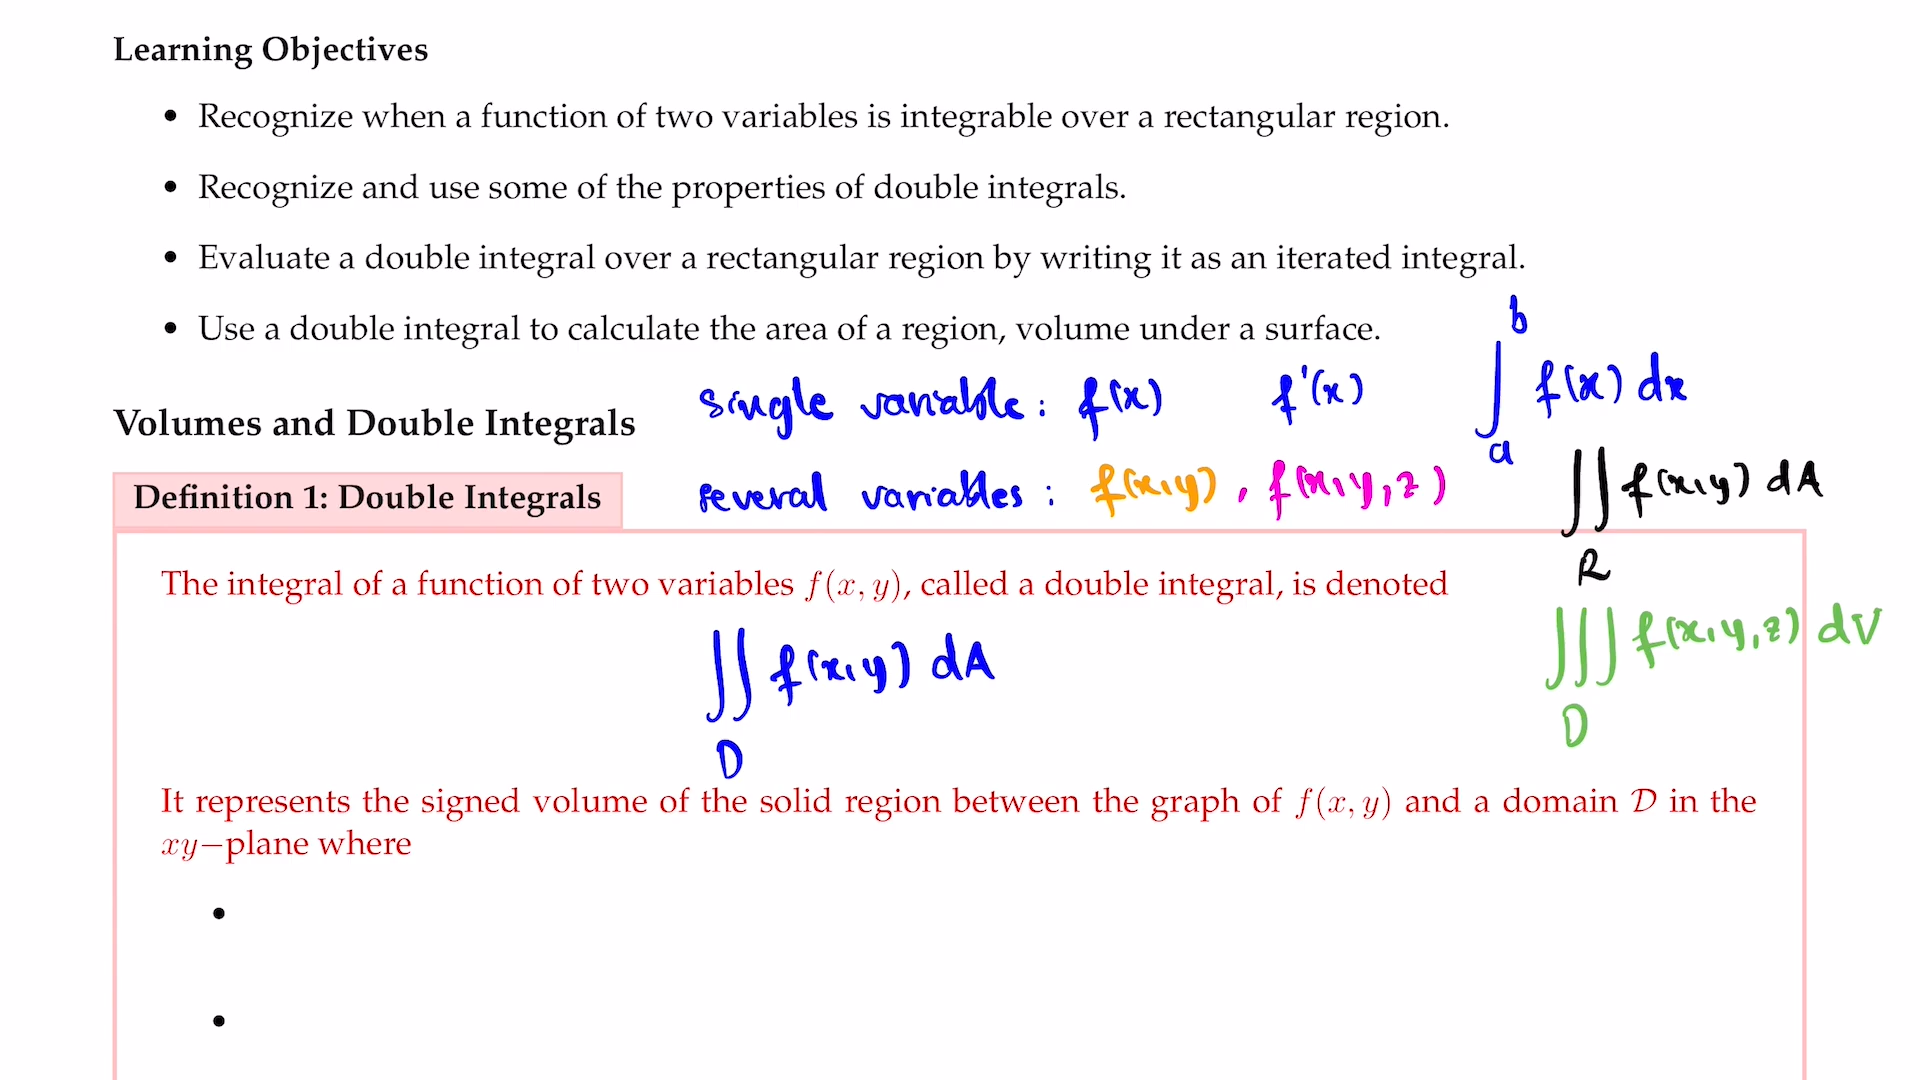 Learning Objectives
• Recognize when a function of two variables is integrable over a rectangular region.
• Recognize and use some of the properties of double integrals.
• Evaluate a double integral over a rectangular region by writing it as an iterated integral.
• Use a double integral to calculate the area of a region, volume under a surface.
Volumes and Double Integrals
single variable: f(x) f'(x) ∫_a^b f(x) dx
several variables: f(x,y), f(x,y,z) ∬_R f(x,y) dA
Definition 1: Double Integrals
The integral of a function of two variables f(x, y), called a double integral, is denoted
∬_D f(x,y) dA
∭_D f(x,y,z) dV
It represents the signed volume of the solid region between the graph of f(x, y) and a domain 𝒟 in the
xy−plane where
•
•